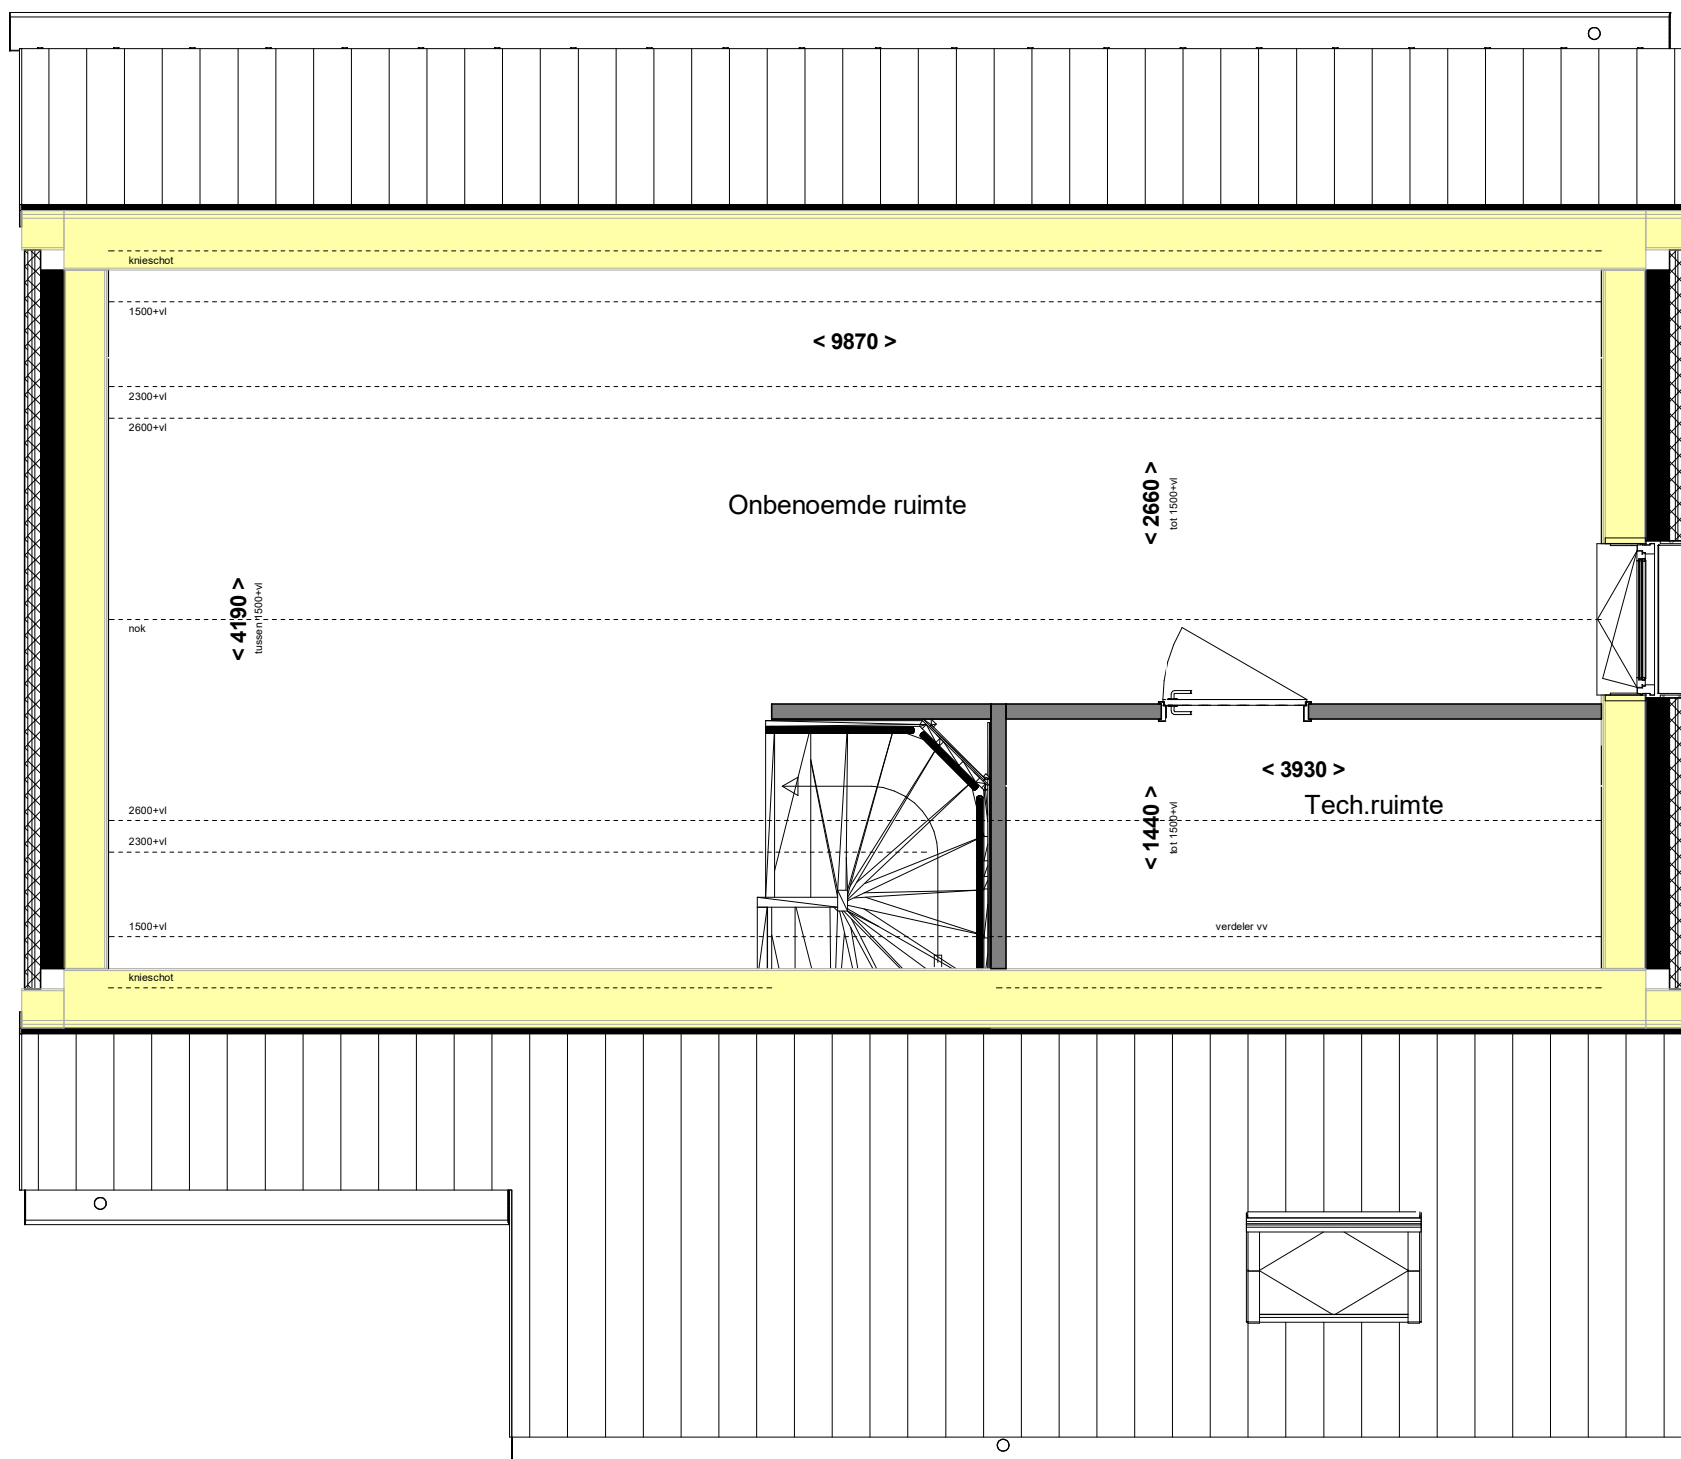 knieschot
1500+vl
< 9870 >
2300+vl
2600+vl
Onbenoemde ruimte
< 2660 >
tot 1500+vl
< 4190 >
tussen 1500+vl
nok
< 3930 >
Tech.ruimte
< 1440 >
tot 1500+vl
2600+vl
2300+vl
1500+vl
verdeler vv
knieschot